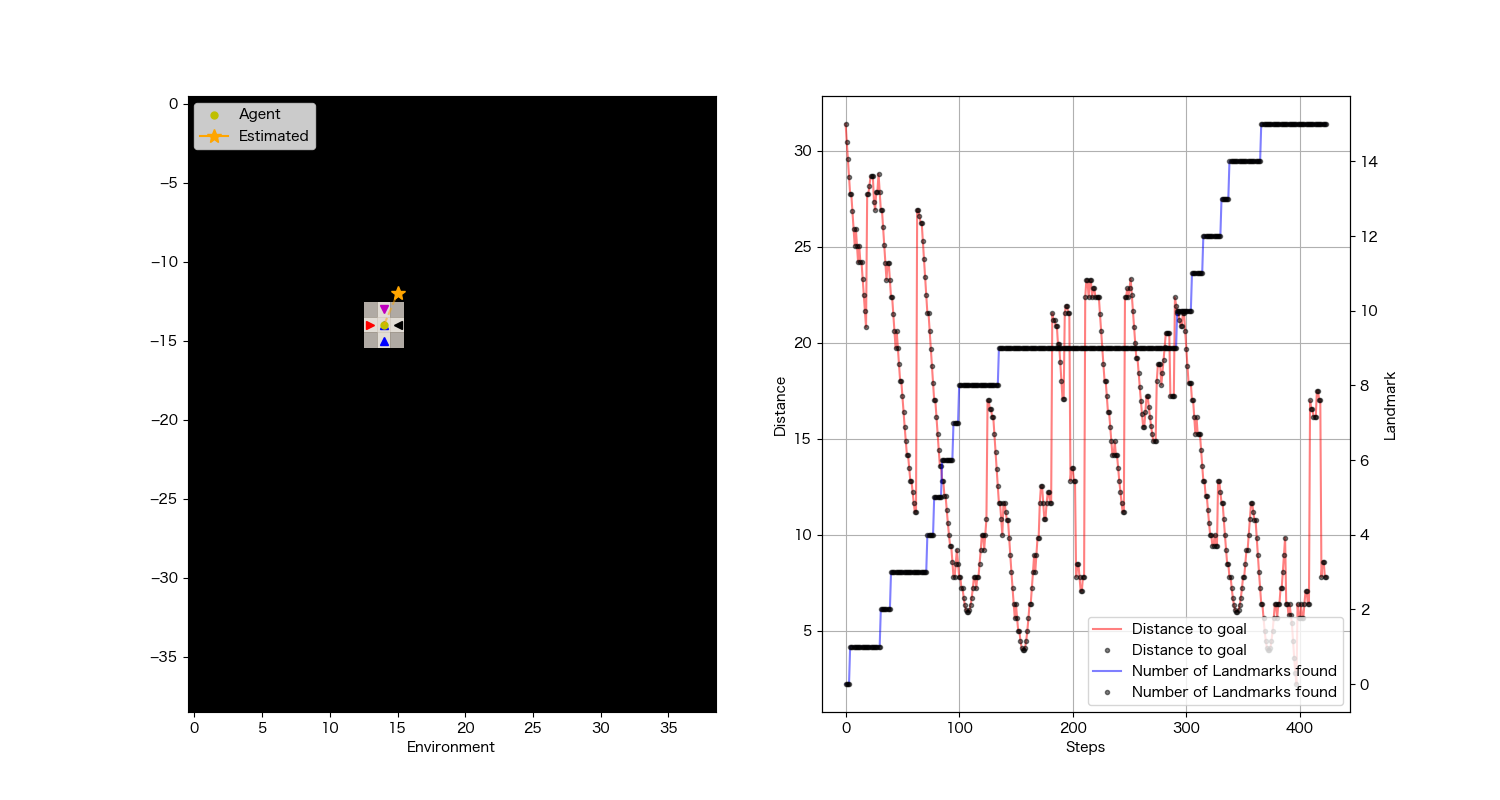 Agent
Estimated
0
−5
−10
−15
−20
−25
−30
−35
0 5 10 15 20 25 30 35
Environment
30
25
20
15
10
5
Distance
0 100 200 300 400
Steps
14
12
10
8
6
4
2
0
Landmark
Distance to goal
Distance to goal
Number of Landmarks found
Number of Landmarks found